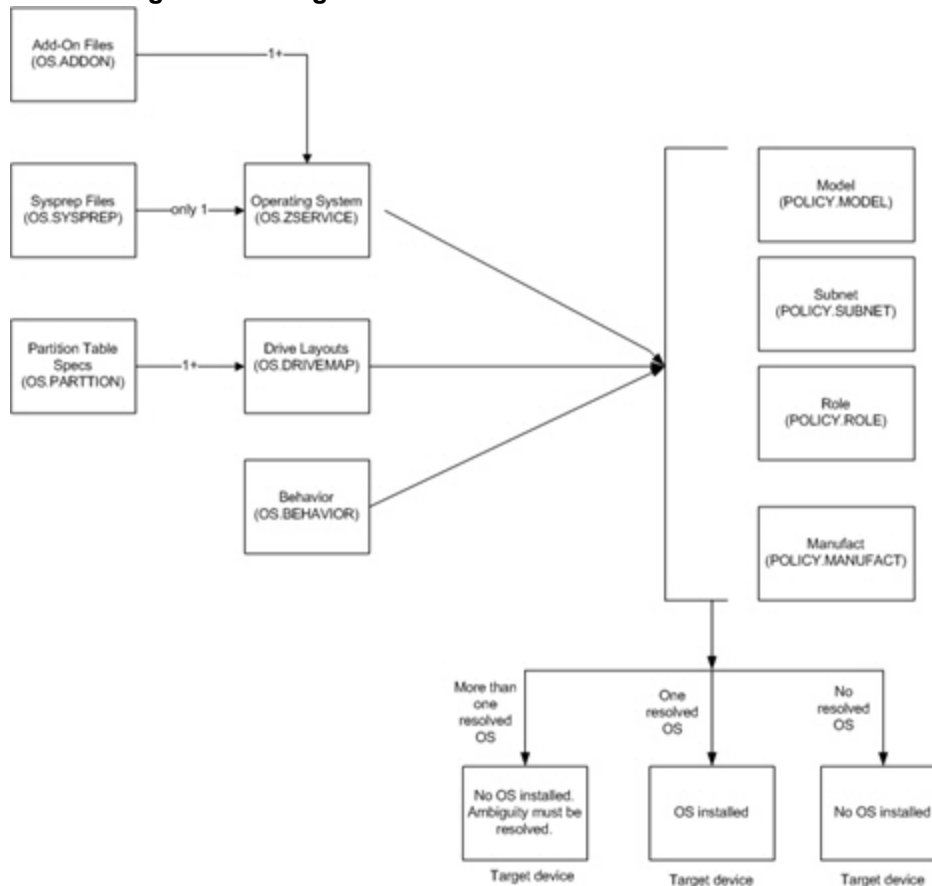 Add-On Files
(OS.ADDON)
1+
Sysprep Files
(OS.SYSPREP)
only 1
Operating System
(OS.ZSERVICE)
Partition Table
Specs
(OS.PARTTION)
1+
Drive Layouts
(OS.DRIVEMAP)
Behavior
(OS.BEHAVIOR)
Model
(POLICY.MODEL)
Subnet
(POLICY.SUBNET)
Role
(POLICY.ROLE)
Manufact
(POLICY.MANUFACT)
More than
one
resolved
OS
One
resolved
OS
No
resolved
OS
No OS installed.
Ambiguity must be
resolved.
OS installed
No OS installed
Target device
Target device
Target device